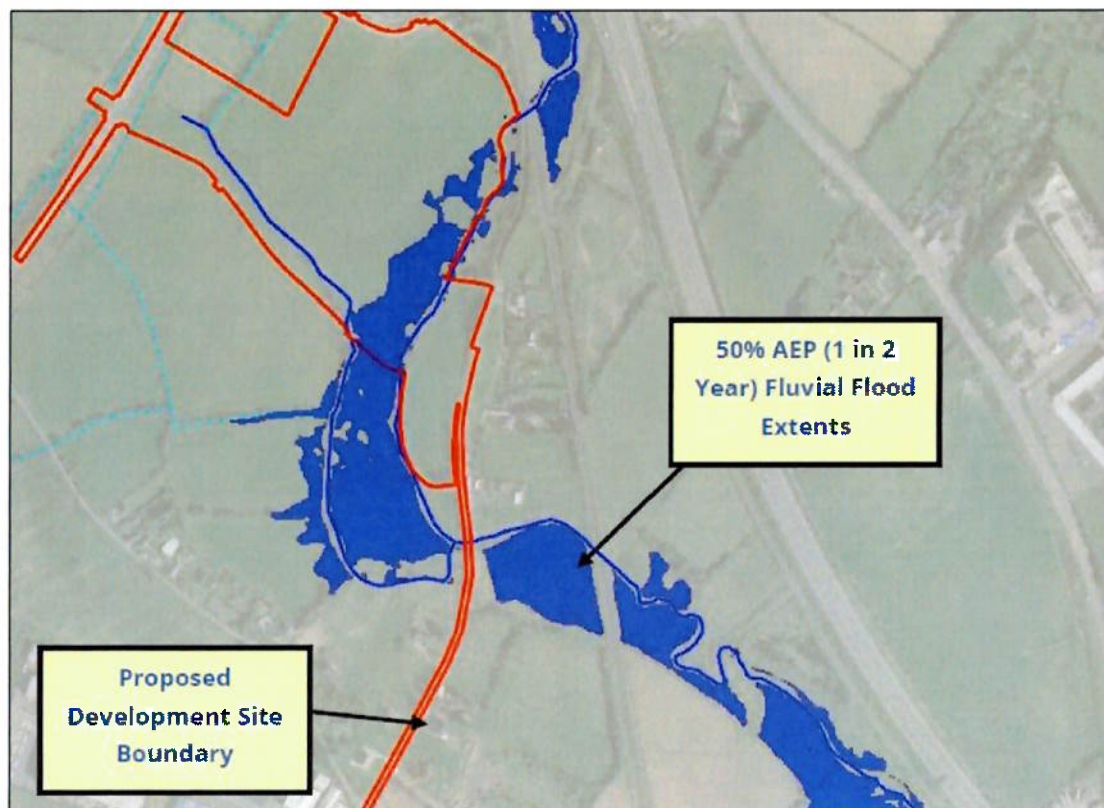 50% AEP (1 in 2
Year) Fluvial Flood
Extents
Proposed
Development Site
Boundary